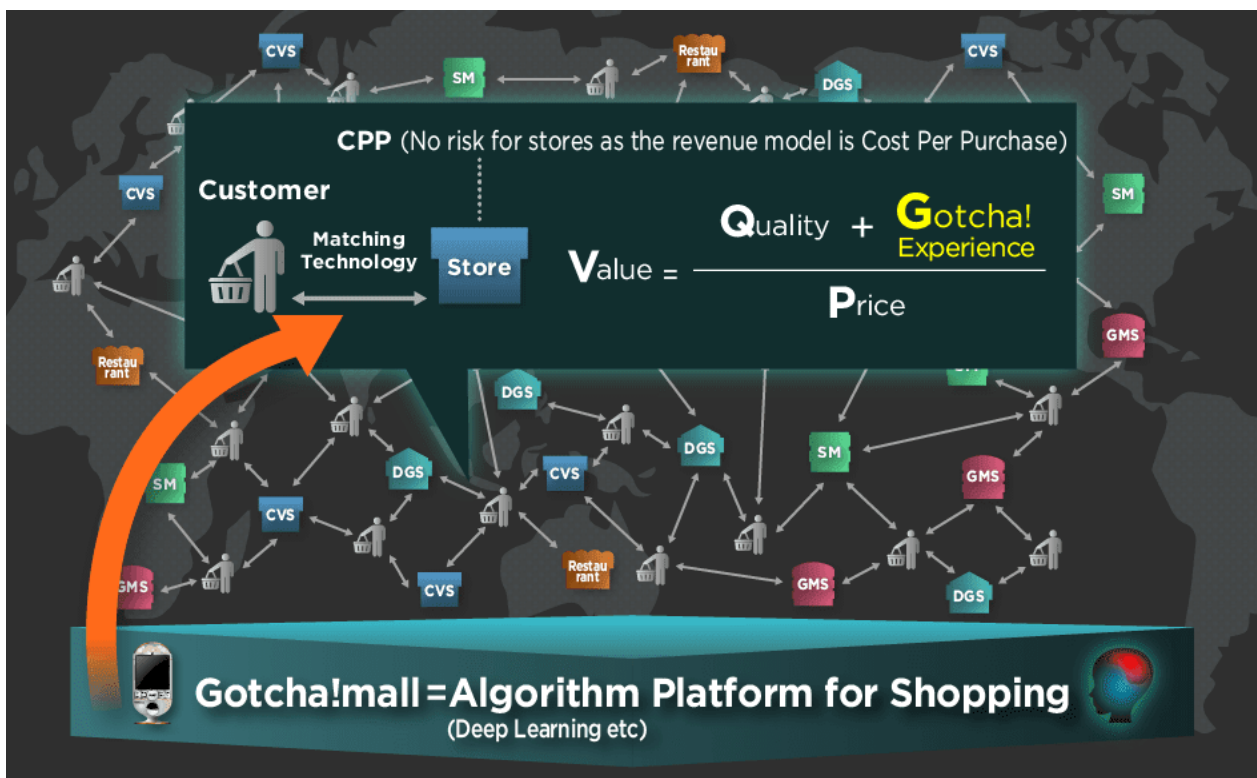 CVS
SM
Restau
rant
DGS
CVS
CPP (No risk for stores as the revenue model is Cost Per Purchase)
CVS
Customer
SM
Matching
Technology
Store
Value =
Quality + Gotcha!
Experience
Price
GMS
Restau
rant
SM
DGS
DGS
SM
DGS
CVS
GMS
SM
CVS
Restau
rant
GMS
CVS
GMS
DGS
Gotcha!mall = Algorithm Platform for Shopping
(Deep Learning etc)